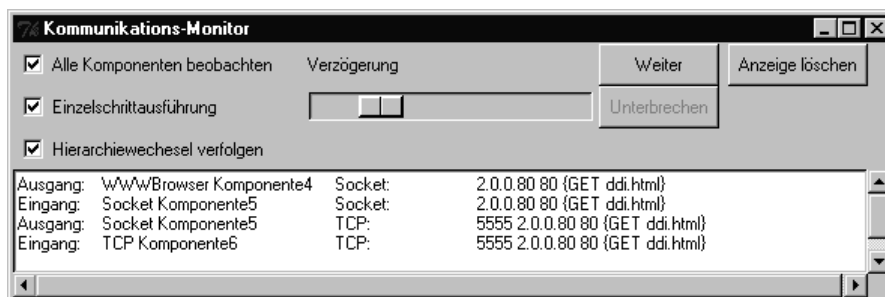 Kommunikations-Monitor
Alle Komponenten beobachten Verzögerung Weiter Anzeige löschen
Einzelschrittausführung Unterbrechen
Hierarchiewechesel verfolgen
Ausgang: WWWBrowser Komponente4 Socket: 2.0.0.80 80 {GET ddi.html}
Eingang: Socket Komponente5 Socket: 2.0.0.80 80 {GET ddi.html}
Ausgang: Socket Komponente5 TCP: 5555 2.0.0.80 80 {GET ddi.html}
Eingang: TCP Komponente6 TCP: 5555 2.0.0.80 80 {GET ddi.html}